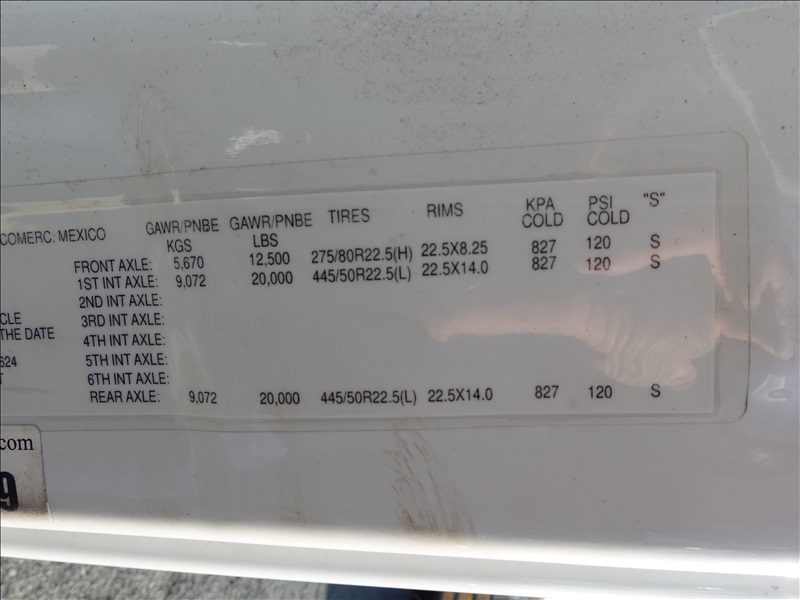 COMERC: MEXICO GAWR/PNBE GAWR/PNBE TIRES RIMS KPA PSI "S"
KGS LBS COLD COLD
FRONT AXLE: 5,670 12,500 275/80R22.5(H) 22.5X8.25 827 120 S
1ST INT AXLE: 9,072 20,000 445/50R22.5(L) 22.5X14.0 827 120 S
2ND INT AXLE:
CLE 3RD INT AXLE:
THE DATE 4TH INT AXLE:
624 5TH INT AXLE:
T 6TH INT AXLE:
REAR AXLE: 9,072 20,000 445/50R22.5(L) 22.5X14.0 827 120 S
.com
9